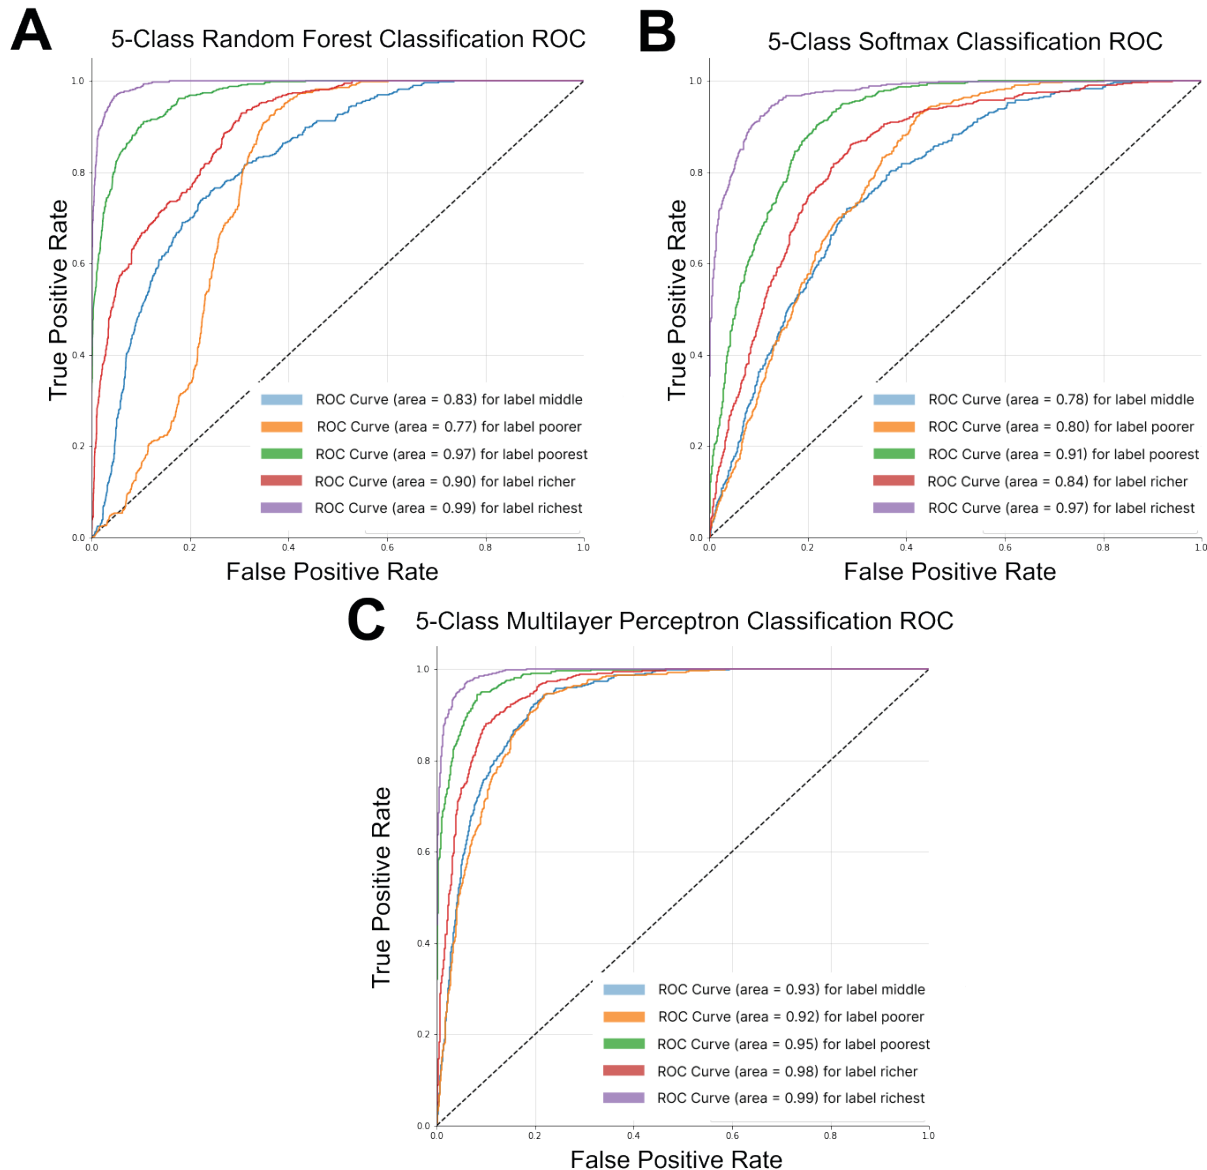 A
5-Class Random Forest Classification ROC
True Positive Rate
1.0
0.8
0.6
0.4
0.2
0.0
ROC Curve (area = 0.83) for label middle
ROC Curve (area = 0.77) for label poorer
ROC Curve (area = 0.97) for label poorest
ROC Curve (area = 0.90) for label richer
ROC Curve (area = 0.99) for label richest
0.0 0.2 0.4 0.6 0.8 1.0
False Positive Rate
B
5-Class Softmax Classification ROC
True Positive Rate
1.0
0.8
0.6
0.4
0.2
0.0
ROC Curve (area = 0.78) for label middle
ROC Curve (area = 0.80) for label poorer
ROC Curve (area = 0.91) for label poorest
ROC Curve (area = 0.84) for label richer
ROC Curve (area = 0.97) for label richest
0.0 0.2 0.4 0.6 0.8 1.0
False Positive Rate
C
5-Class Multilayer Perceptron Classification ROC
True Positive Rate
1.0
0.8
0.6
0.4
0.2
0.0
ROC Curve (area = 0.93) for label middle
ROC Curve (area = 0.92) for label poorer
ROC Curve (area = 0.95) for label poorest
ROC Curve (area = 0.98) for label richer
ROC Curve (area = 0.99) for label richest
0.0 0.2 0.4 0.6 0.8 1.0
False Positive Rate